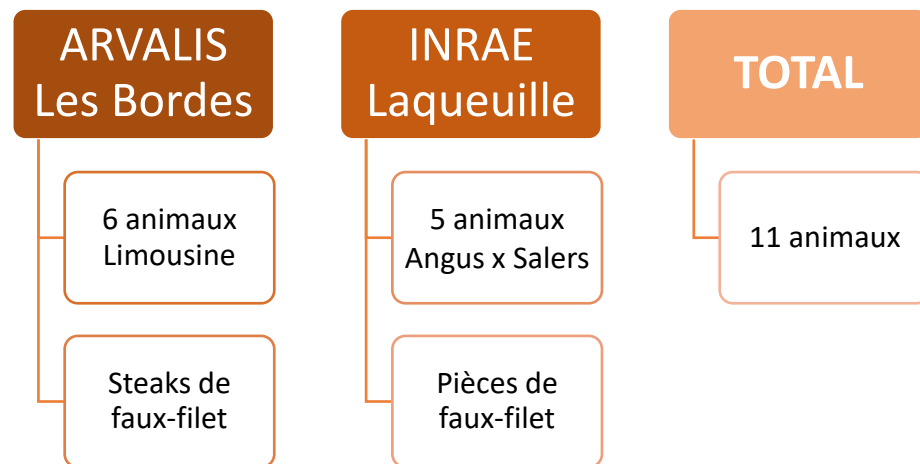 ARVALIS
Les Bordes
6 animaux
Limousine
Steaks de
faux-filet
INRAE
Laqueuille
5 animaux
Angus x Salers
Pièces de
faux-filet
TOTAL
11 animaux